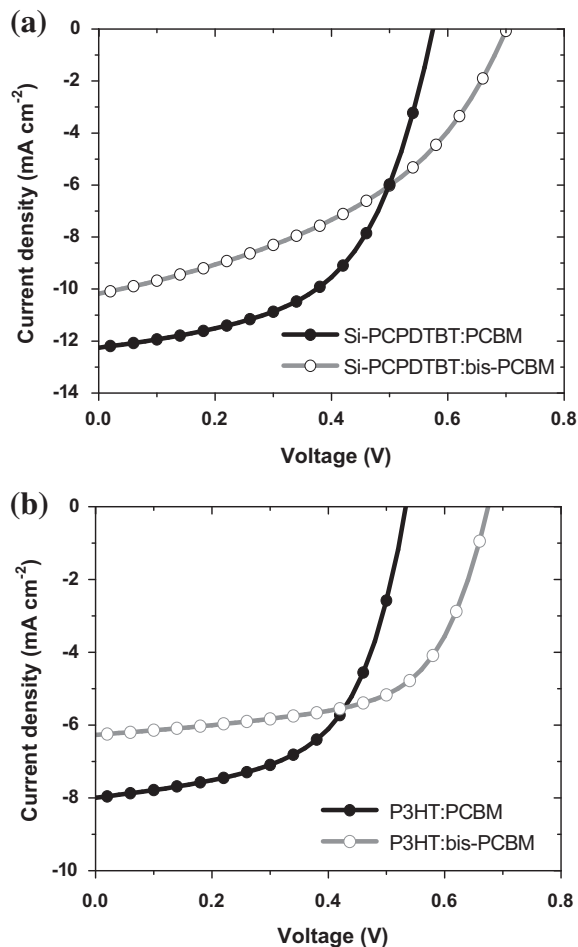 (a)
0
-2
-4
-6
-8
-10
-12
-14
Current density (mA cm⁻²)
Si-PCPDTBT:PCBM
Si-PCPDTBT:bis-PCBM
0.0 0.2 0.4 0.6 0.8
Voltage (V)
(b)
0
-2
-4
-6
-8
-10
Current density (mA cm⁻²)
P3HT:PCBM
P3HT:bis-PCBM
0.0 0.2 0.4 0.6 0.8
Voltage (V)